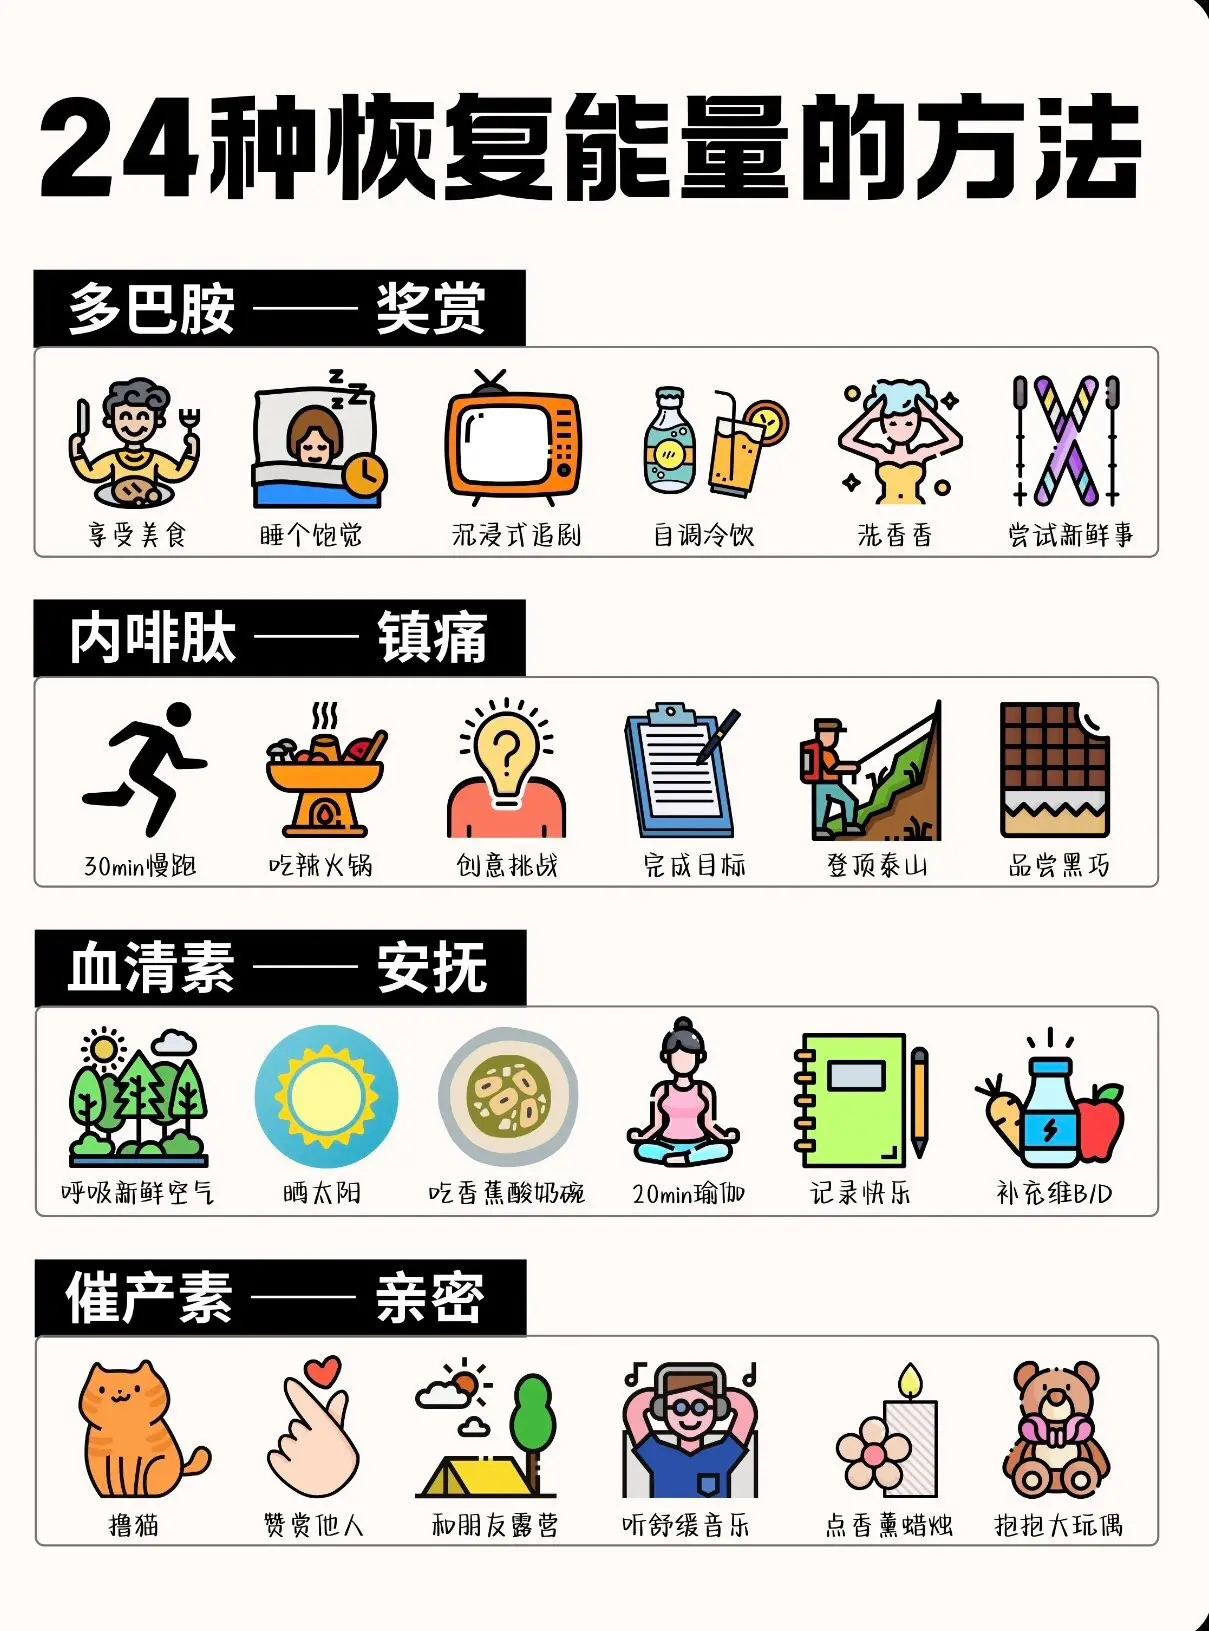 24种恢复能量的方法
多巴胺 —— 奖赏
享受美食 睡个饱觉 沉浸式追剧 自调冷饮 洗香香 尝试新鲜事
内啡肽 —— 镇痛
30min慢跑 吃辣火锅 创意挑战 完成目标 登顶泰山 品尝黑巧
血清素 —— 安抚
呼吸新鲜空气 晒太阳 吃香蕉酸奶碗 20min瑜伽 记录快乐 补充维B/D
催产素 —— 亲密
撸猫 赞赏他人 和朋友露营 听舒缓音乐 点香薰蜡烛 抱抱大玩偶